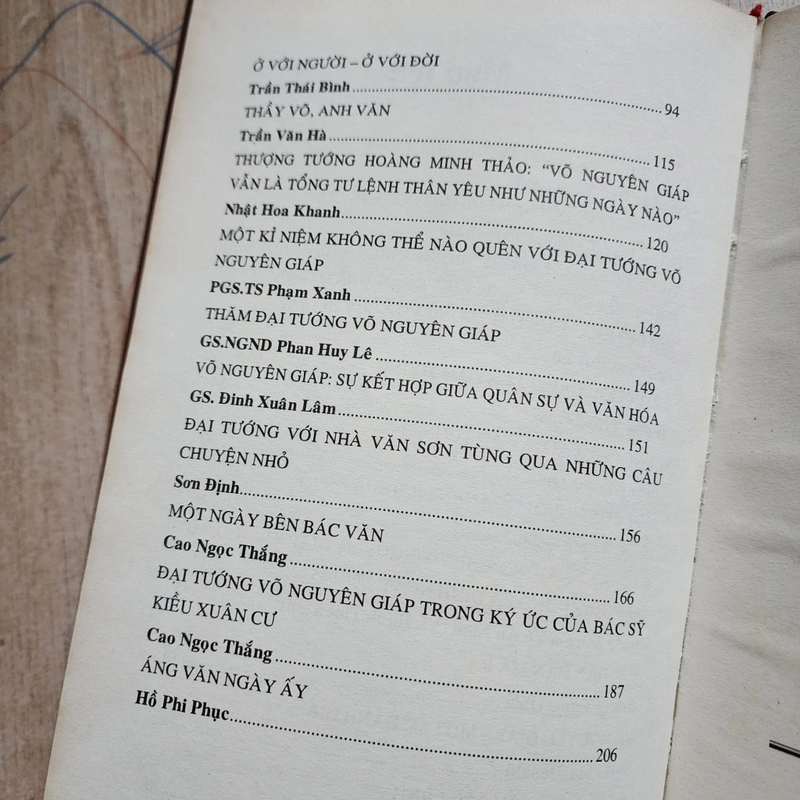 Ở VỚI NGƯỜI – Ở VỚI ĐỜI
Trần Thái Bình..........94
THẦY VÕ, ANH VĂN
Trần Văn Hà..........115
THƯỢNG TƯỚNG HOÀNG MINH THẢO: “VÕ NGUYÊN GIÁP
VẪN LÀ TỔNG TƯ LỆNH THÂN YÊU NHƯ NHỮNG NGÀY NÀO”
Nhật Hoa Khanh..........120
MỘT KỈ NIỆM KHÔNG THỂ NÀO QUÊN VỚI ĐẠI TƯỚNG VÕ
NGUYÊN GIÁP
PGS.TS Phạm Xanh..........142
THĂM ĐẠI TƯỚNG VÕ NGUYÊN GIÁP
GS.NGND Phan Huy Lê..........149
VÕ NGUYÊN GIÁP: SỰ KẾT HỢP GIỮA QUÂN SỰ VÀ VĂN HÓA
GS. Đinh Xuân Lâm..........151
ĐẠI TƯỚNG VỚI NHÀ VĂN SƠN TÙNG QUA NHỮNG CÂU
CHUYỆN NHỎ
Sơn Định..........156
MỘT NGÀY BÊN BÁC VĂN
Cao Ngọc Thắng..........166
ĐẠI TƯỚNG VÕ NGUYÊN GIÁP TRONG KÝ ỨC CỦA BÁC SỸ
KIỀU XUÂN CƯ
Cao Ngọc Thắng..........187
ÁNG VĂN NGÀY ẤY
Hồ Phi Phục..........206